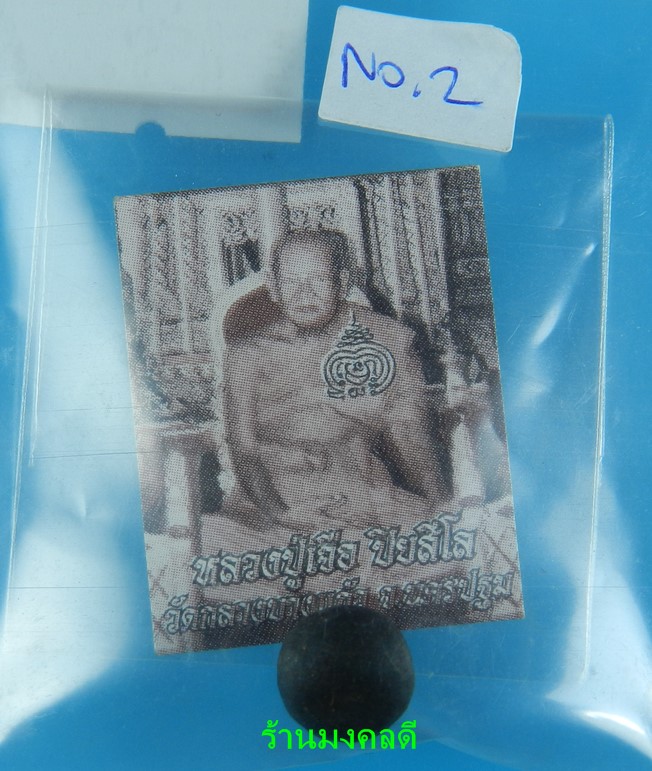 No. 2
หลวงปู่เจือ ปิยสีโล
วัดกลางบางแก้ว จ.นครปฐม
ร้านมงคลดี